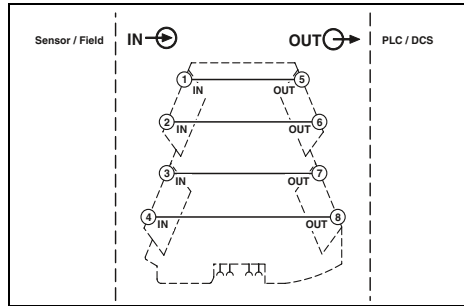 Sensor / Field IN OUT PLC / DCS
1 5
IN OUT
2 6
IN OUT
3 7
IN OUT
4 8
IN OUT